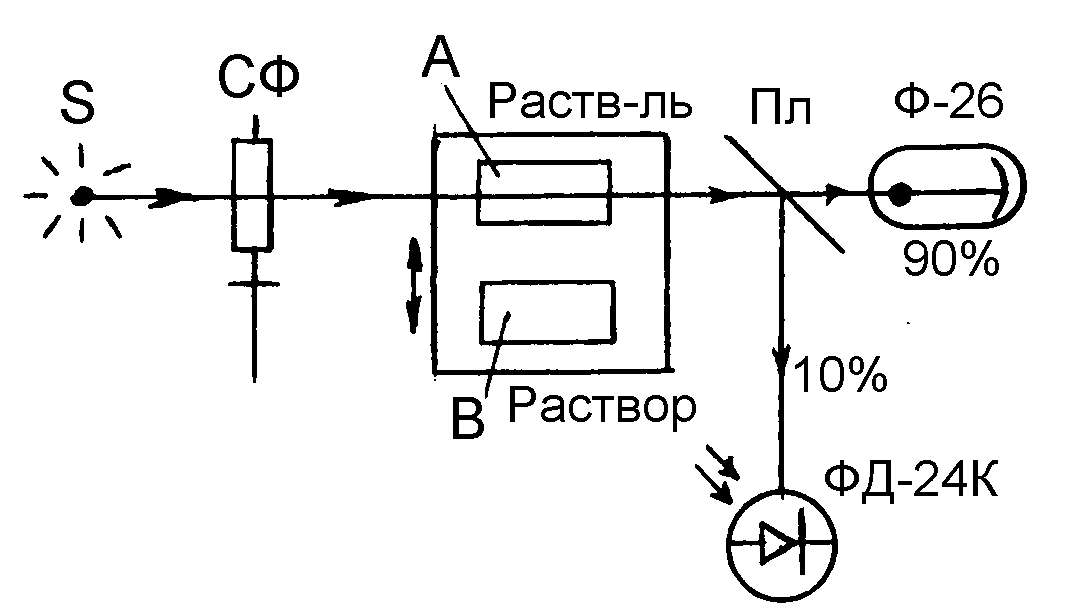 S
СФ
А
Раств-ль
Пл
Ф-26
90%
10%
В
Раствор
ФД-24К